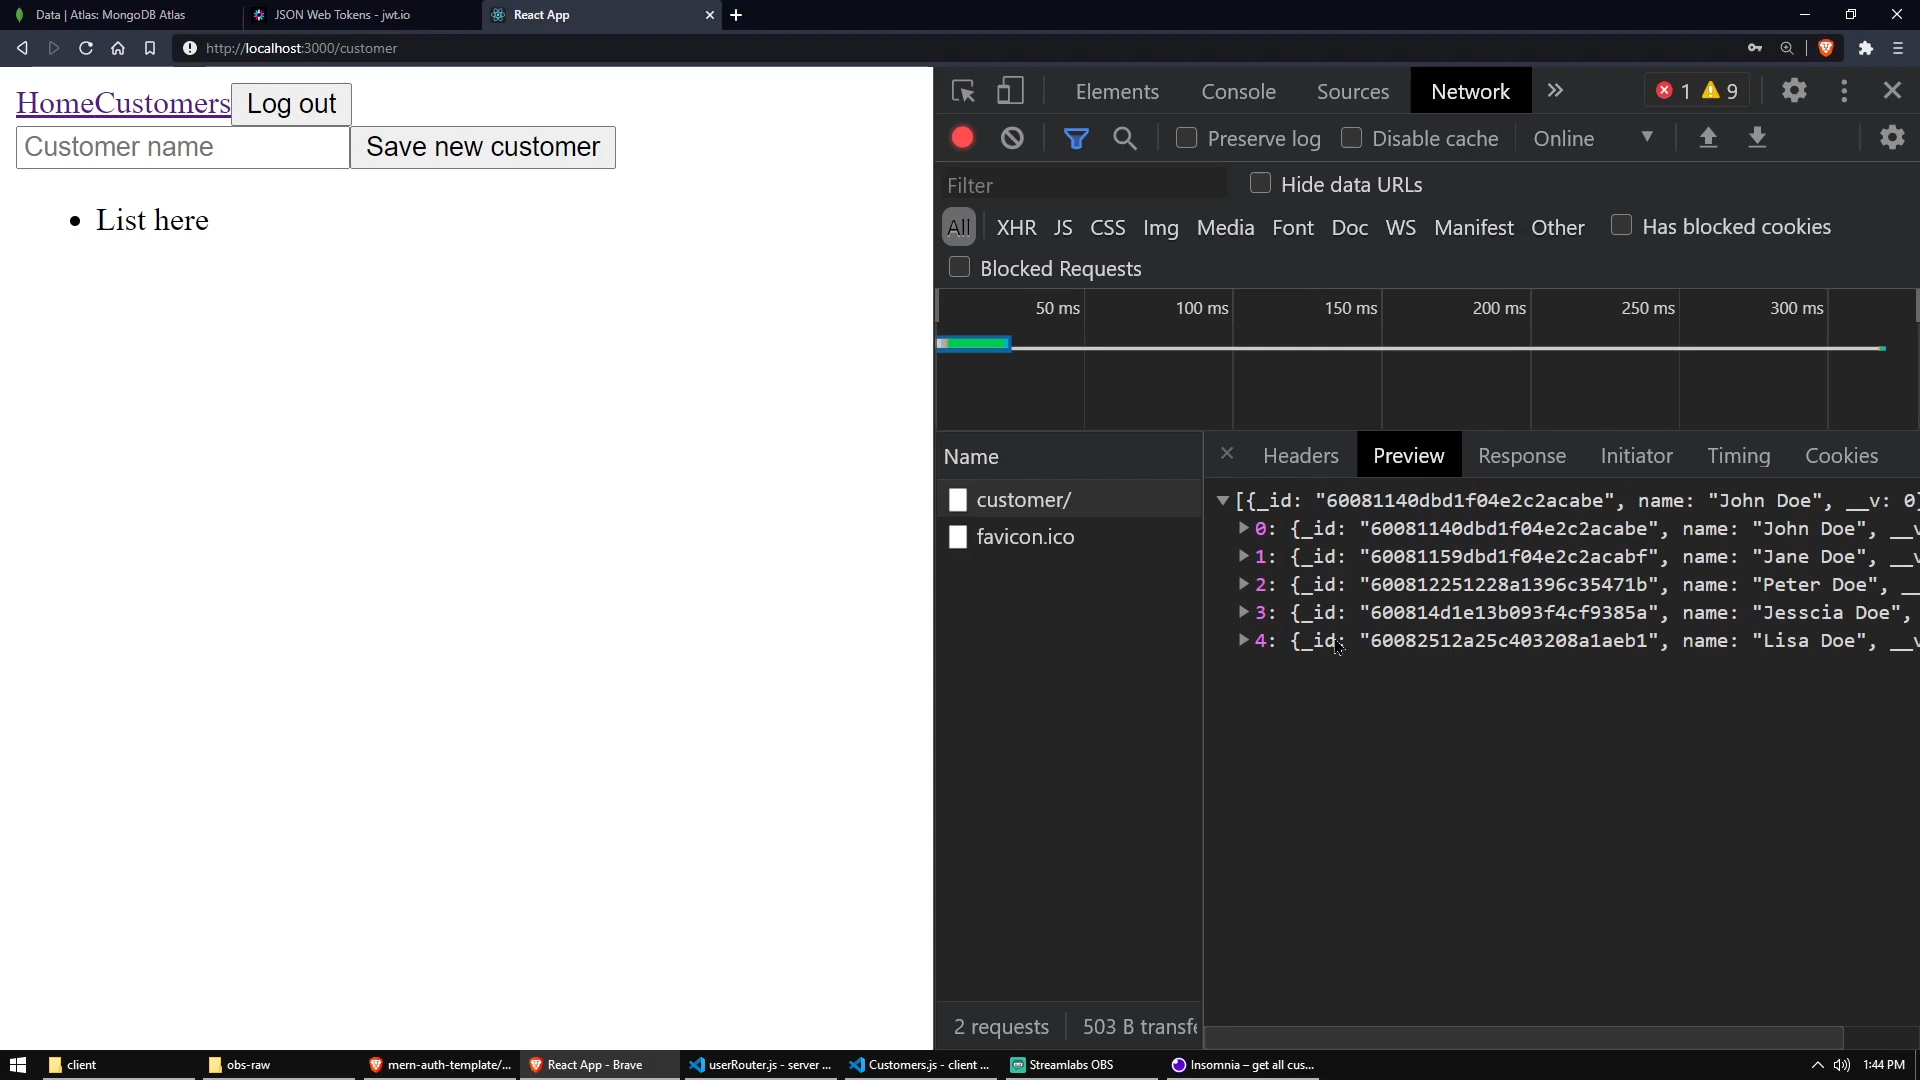 Data | Atlas: MongoDB Atlas
JSON Web Tokens - jwt.io
React App
http://localhost:3000/customer
HomeCustomers Log out
Customer name Save new customer
List here
Elements Console Sources Network 1 9
Preserve log Disable cache Online
Filter Hide data URLs
All XHR JS CSS Img Media Font Doc WS Manifest Other Has blocked cookies
Blocked Requests
50 ms 100 ms 150 ms 200 ms 250 ms 300 ms
Name
customer/
favicon.ico
2 requests 503 B transfe
Headers Preview Response Initiator Timing Cookies
[{_id: "60081140dbd1f04e2c2acabe", name: "John Doe", __v: 0}
0: {_id: "60081140dbd1f04e2c2acabe", name: "John Doe", __v
1: {_id: "60081159dbd1f04e2c2acabf", name: "Jane Doe", __v
2: {_id: "600812251228a1396c35471b", name: "Peter Doe", __
3: {_id: "600814d1e13b093f4cf9385a", name: "Jesscia Doe",
4: {_id: "60082512a25c403208a1aeb1", name: "Lisa Doe", __v
client
obs-raw
mern-auth-template/...
React App - Brave
userRouter.js - server ...
Customers.js - client ...
Streamlabs OBS
Insomnia – get all cus...
1:44 PM